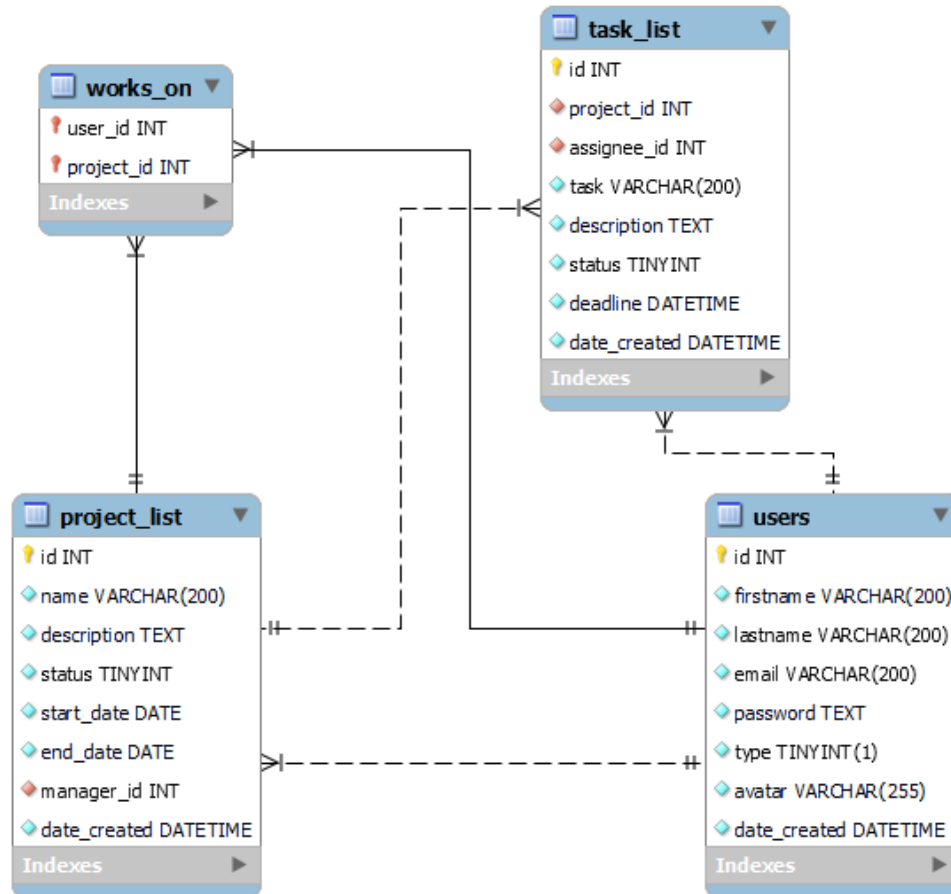 works_on
user_id INT
project_id INT
Indexes
task_list
id INT
project_id INT
assignee_id INT
task VARCHAR(200)
description TEXT
status TINYINT
deadline DATETIME
date_created DATETIME
Indexes
project_list
id INT
name VARCHAR(200)
description TEXT
status TINYINT
start_date DATE
end_date DATE
manager_id INT
date_created DATETIME
Indexes
users
id INT
firstname VARCHAR(200)
lastname VARCHAR(200)
email VARCHAR(200)
password TEXT
type TINYINT(1)
avatar VARCHAR(255)
date_created DATETIME
Indexes